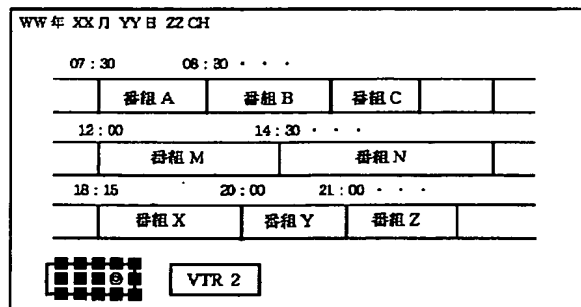 WW年 XX月 YY日 ZZ CH
07:30 08:30 ・ ・ ・
番組A 番組B 番組C
12:00 14:30 ・ ・ ・
番組M 番組N
18:15 20:00 21:00 ・ ・ ・
番組X 番組Y 番組Z
VTR 2